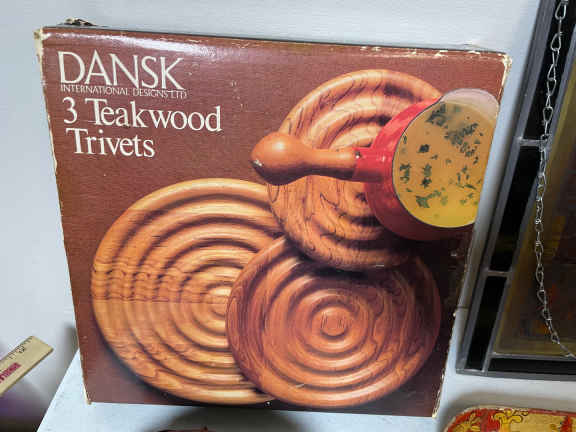 DANSK
INTERNATIONAL DESIGNS LTD
3 Teakwood
Trivets